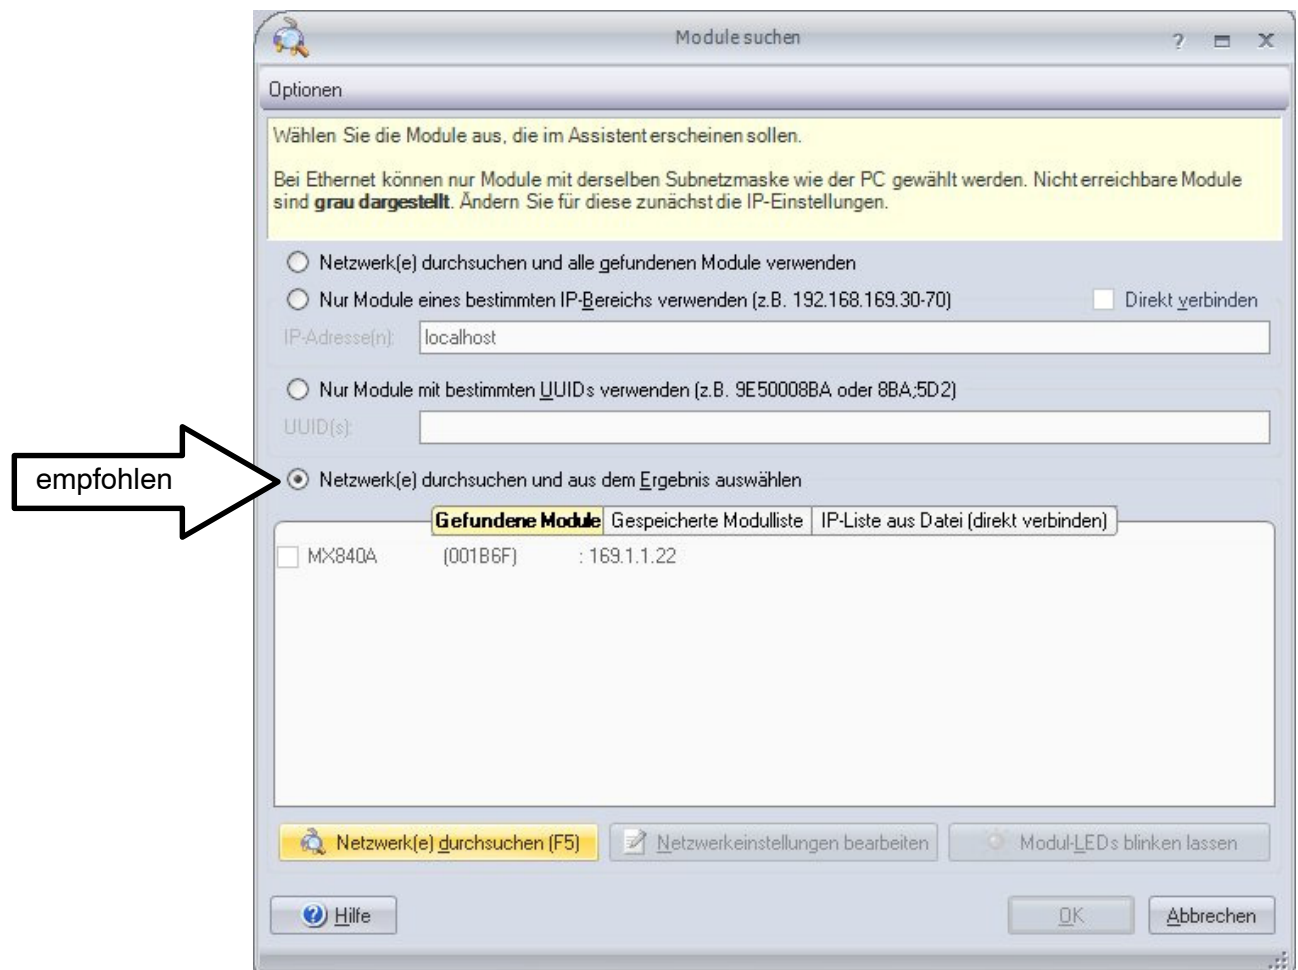 Module suchen
?
Optionen
Wählen Sie die Module aus, die im Assistent erscheinen sollen.
Bei Ethernet können nur Module mit derselben Subnetzmaske wie der PC gewählt werden. Nicht erreichbare Module
sind grau dargestellt. Ändern Sie für diese zunächst die IP-Einstellungen.
Netzwerk(e) durchsuchen und alle gefundenen Module verwenden
Nur Module eines bestimmten IP-Bereichs verwenden (z.B. 192.168.169.30-70) Direkt verbinden
IP-Adresse(n): localhost
Nur Module mit bestimmten UUIDs verwenden (z.B. 9E50008BA oder 8BA;5D2)
UUID(s):
empfohlen
Netzwerk(e) durchsuchen und aus dem Ergebnis auswählen
Gefundene Module Gespeicherte Modulliste IP-Liste aus Datei (direkt verbinden)
MX840A (001B6F) : 169.1.1.22
Netzwerk(e) durchsuchen (F5) Netzwerkeinstellungen bearbeiten Modul-LEDs blinken lassen
Hilfe OK Abbrechen